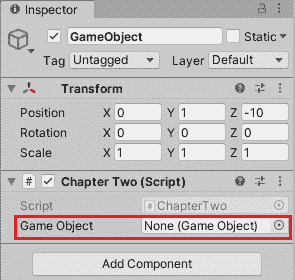 Inspector
GameObject Static
Tag Untagged Layer Default
Transform
Position X 0 Y 1 Z -10
Rotation X 0 Y 0 Z 0
Scale X 1 Y 1 Z 1
# Chapter Two (Script)
Script # ChapterTwo
Game Object None (Game Object)
Add Component